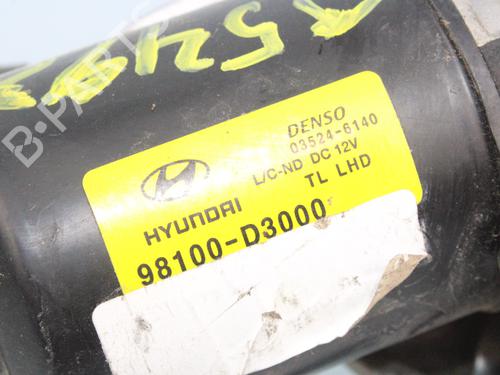 B-PARTS
DENSO
03524-6140
L/C-ND DC 12V
TL LHD
HYUNDAI
98100-D3000